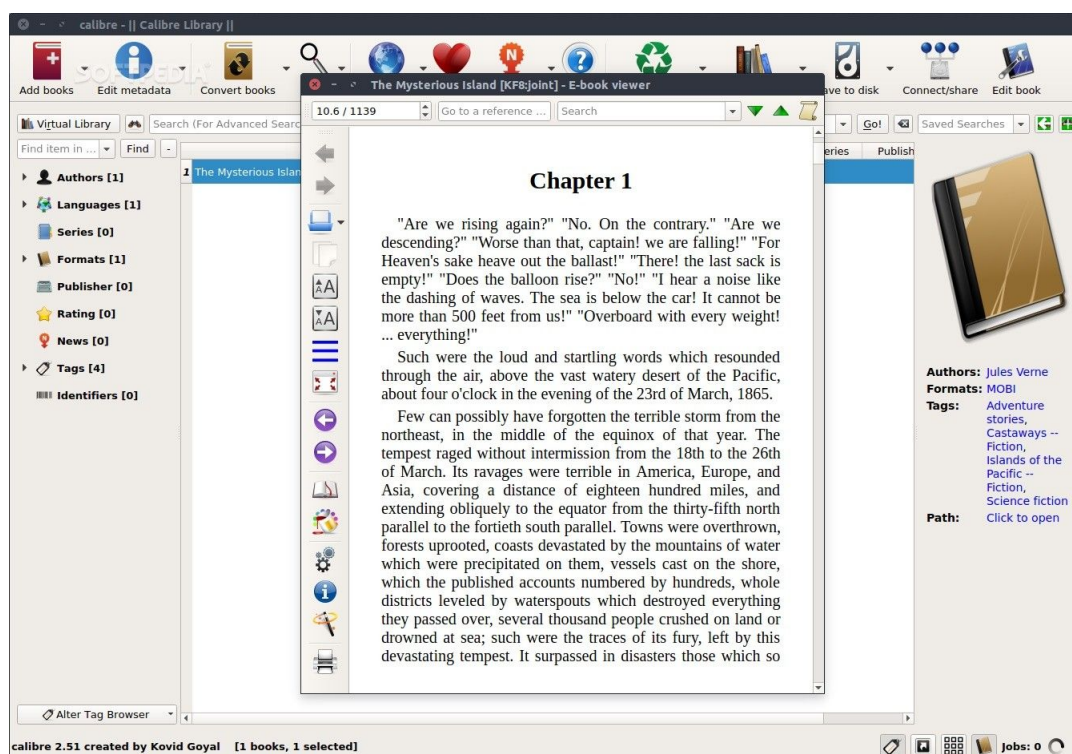 calibre - || Calibre Library ||
SOFTPEDIA
Add books
Edit metadata
Convert books
ve to disk
Connect/share
Edit book
The Mysterious Island [KF8:joint] - E-book viewer
10.6 / 1139
Go to a reference ...
Search
Virtual Library
Search (For Advanced Searc
Go!
Saved Searches
Find item in ...
Find
-
eries
Publish
1 The Mysterious Islan
Authors [1]
Languages [1]
Series [0]
Formats [1]
Publisher [0]
Rating [0]
News [0]
Tags [4]
Identifiers [0]
Chapter 1
"Are we rising again?" "No. On the contrary." "Are we
descending?" "Worse than that, captain! we are falling!" "For
Heaven's sake heave out the ballast!" "There! the last sack is
empty!" "Does the balloon rise?" "No!" "I hear a noise like
the dashing of waves. The sea is below the car! It cannot be
more than 500 feet from us!" "Overboard with every weight!
... everything!"
Such were the loud and startling words which resounded
through the air, above the vast watery desert of the Pacific,
about four o'clock in the evening of the 23rd of March, 1865.
Few can possibly have forgotten the terrible storm from the
northeast, in the middle of the equinox of that year. The
tempest raged without intermission from the 18th to the 26th
of March. Its ravages were terrible in America, Europe, and
Asia, covering a distance of eighteen hundred miles, and
extending obliquely to the equator from the thirty-fifth north
parallel to the fortieth south parallel. Towns were overthrown,
forests uprooted, coasts devastated by the mountains of water
which were precipitated on them, vessels cast on the shore,
which the published accounts numbered by hundreds, whole
districts leveled by waterspouts which destroyed everything
they passed over, several thousand people crushed on land or
drowned at sea; such were the traces of its fury, left by this
devastating tempest. It surpassed in disasters those which so
Authors: Jules Verne
Formats: MOBI
Tags: Adventure
stories,
Castaways --
Fiction,
Islands of the
Pacific --
Fiction,
Science fiction
Path: Click to open
Alter Tag Browser
calibre 2.51 created by Kovid Goyal [1 books, 1 selected]
Jobs: 0